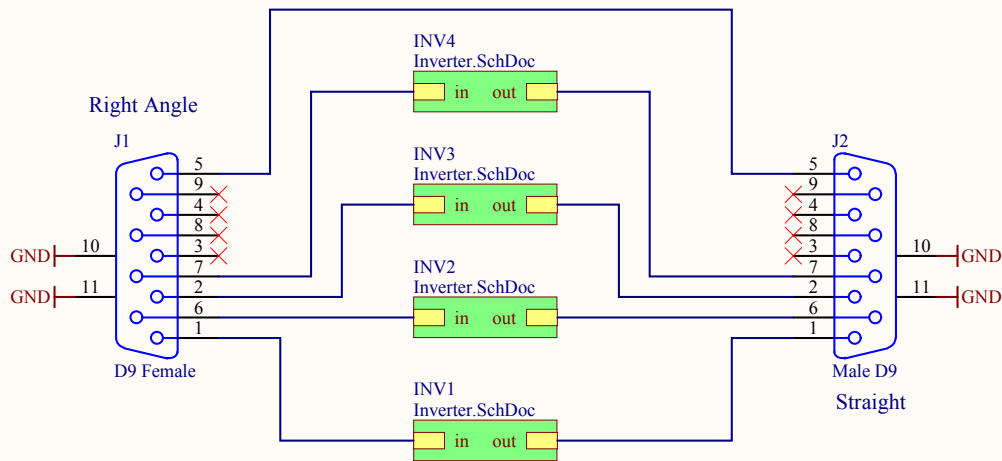 INV4
Inverter.SchDoc
in out
Right Angle
J1
INV3
Inverter.SchDoc
in out
J2
5
9
4
8
3
7
2
6
1
10
GND
11
GND
D9 Female
5
9
4
8
3
7
2
6
1
10
GND
11
GND
Male D9
Straight
INV2
Inverter.SchDoc
in out
INV1
Inverter.SchDoc
in out